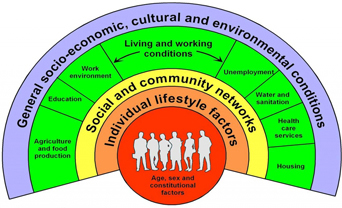 General socio-economic, cultural and environmental conditions
Living and working
conditions
Work
environment
Unemployment
Education
Water and
sanitation
Health
care
services
Agriculture
and food
production
Housing
Social and community networks
Individual lifestyle factors
Age, sex and
constitutional
factors